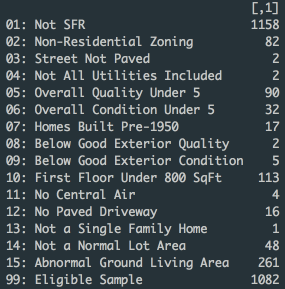 [,1]
01: Not SFR 1158
02: Non-Residential Zoning 82
03: Street Not Paved 2
04: Not All Utilities Included 2
05: Overall Quality Under 5 90
06: Overall Condition Under 5 32
07: Homes Built Pre-1950 17
08: Below Good Exterior Quality 2
09: Below Good Exterior Condition 5
10: First Floor Under 800 SqFt 113
11: No Central Air 4
12: No Paved Driveway 16
13: Not a Single Family Home 1
14: Not a Normal Lot Area 48
15: Abnormal Ground Living Area 261
99: Eligible Sample 1082